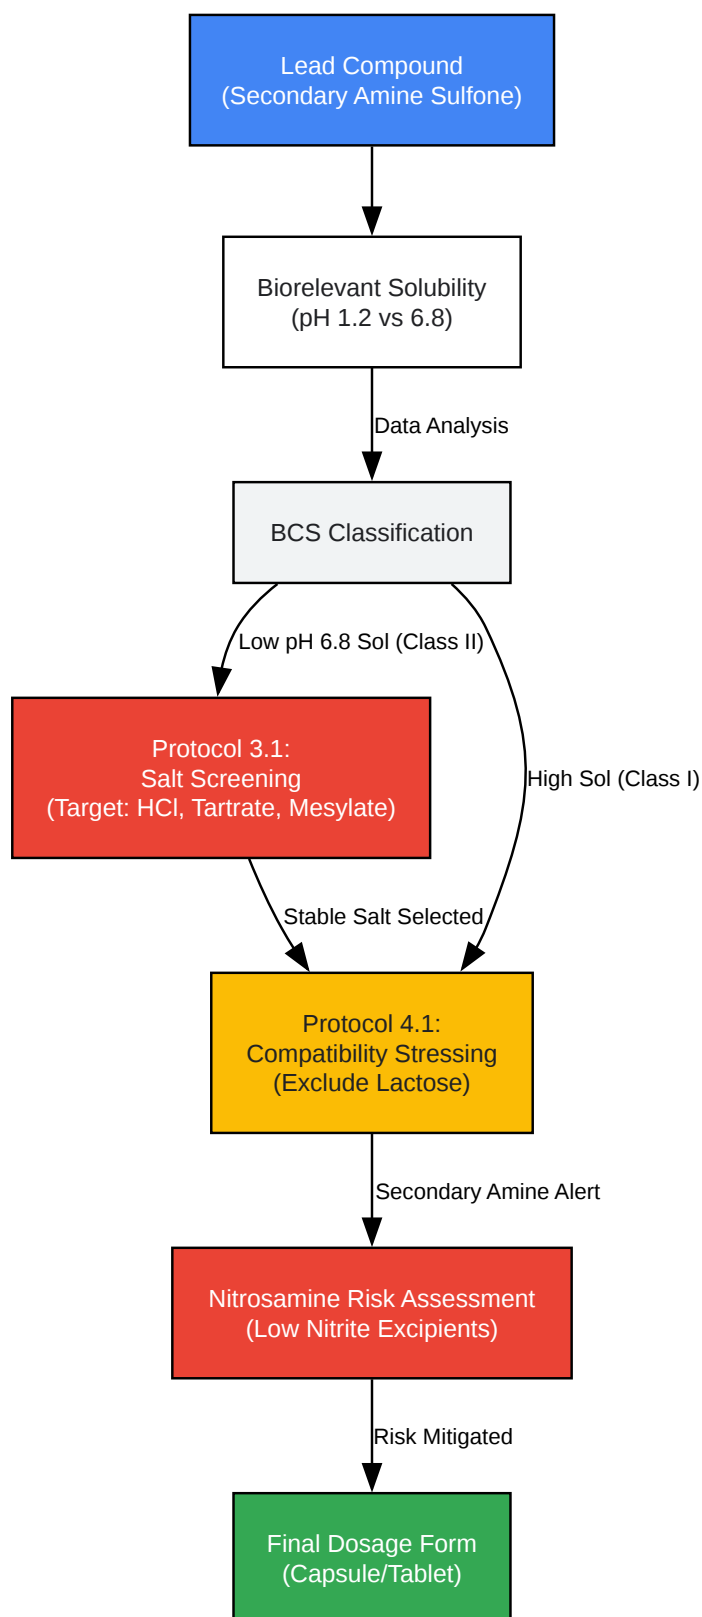 Lead Compound
(Secondary Amine Sulfone)
Biorelevant Solubility
(pH 1.2 vs 6.8)
Data Analysis
BCS Classification
Low pH 6.8 Sol (Class II)
Protocol 3.1:
Salt Screening
(Target: HCl, Tartrate, Mesylate)
High Sol (Class I)
Stable Salt Selected
Protocol 4.1:
Compatibility Stressing
(Exclude Lactose)
Secondary Amine Alert
Nitrosamine Risk Assessment
(Low Nitrite Excipients)
Risk Mitigated
Final Dosage Form
(Capsule/Tablet)